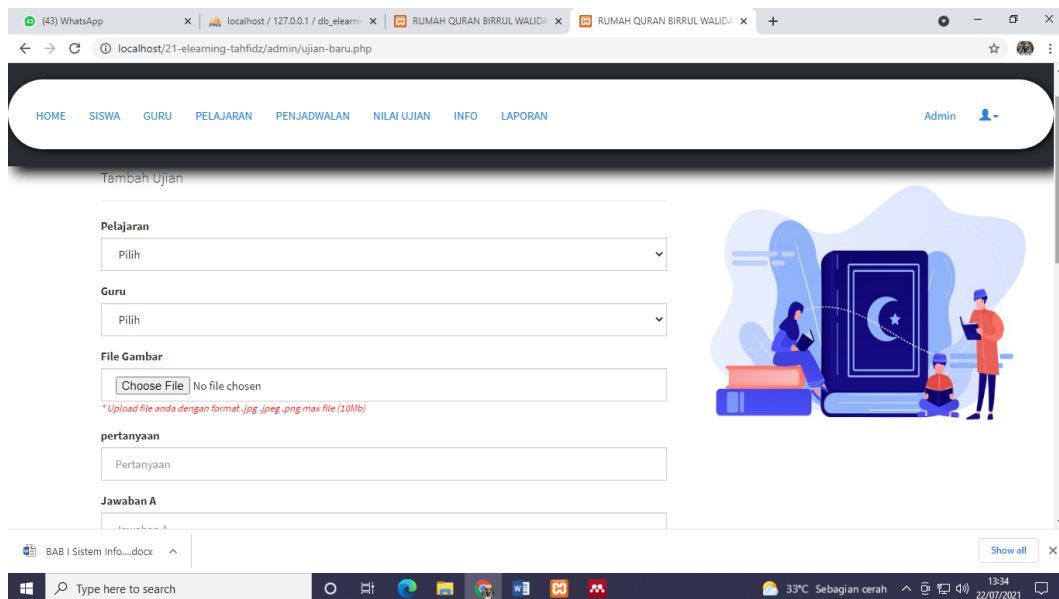 (43) WhatsApp
localhost / 127.0.0.1 / db_elearni
RUMAH QURAN BIRRUL WALIDA
RUMAH QURAN BIRRUL WALIDA
localhost/21-elearning-tahfidz/admin/ujian-baru.php
HOME SISWA GURU PELAJARAN PENJADWALAN NILAI UJIAN INFO LAPORAN Admin
Tambah Ujian
Pelajaran
Pilih
Guru
Pilih
File Gambar
Choose File No file chosen
* Upload file anda dengan format .jpg .jpeg .png max file (10Mb)
pertanyaan
Pertanyaan
Jawaban A
Jawaban A
BAB I Sistem Info....docx
Show all
Type here to search
33°C Sebagian cerah
13:34
22/07/2021